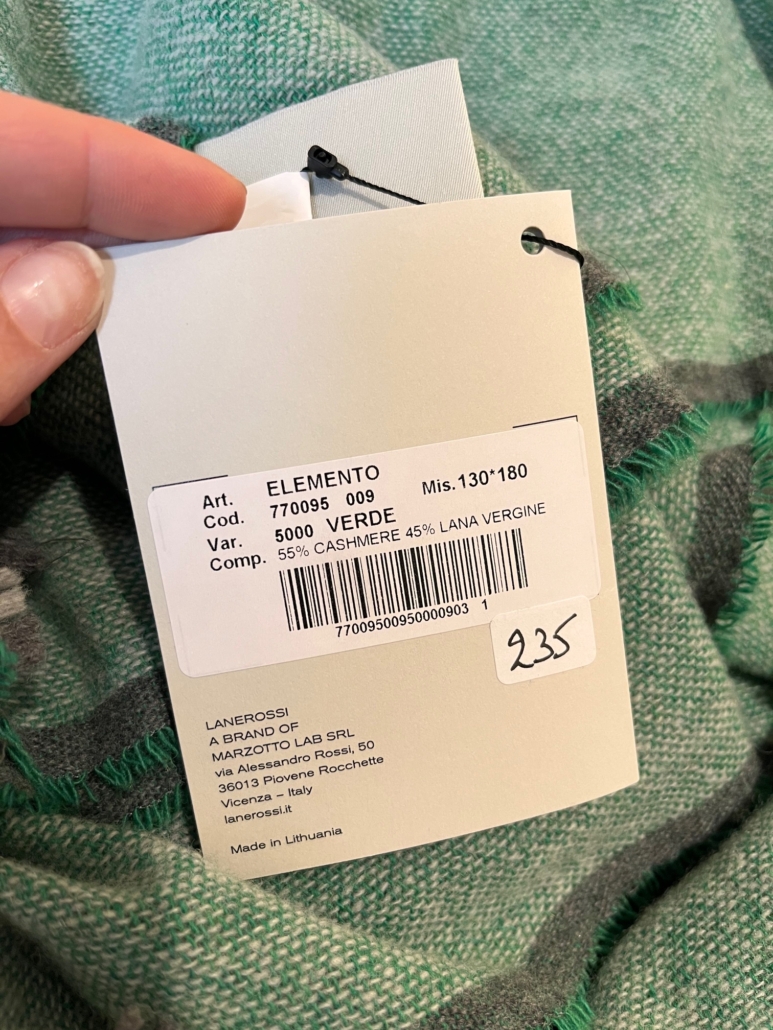 Art. ELEMENTO
Cod. 770095 009 Mis.130*180
Var. 5000 VERDE
Comp. 55% CASHMERE 45% LANA VERGINE
77009500950000903 1
235
LANEROSSI
A BRAND OF
MARZOTTO LAB SRL
via Alessandro Rossi, 50
36013 Piovene Rocchette
Vicenza – Italy
lanerossi.it
Made in Lithuania